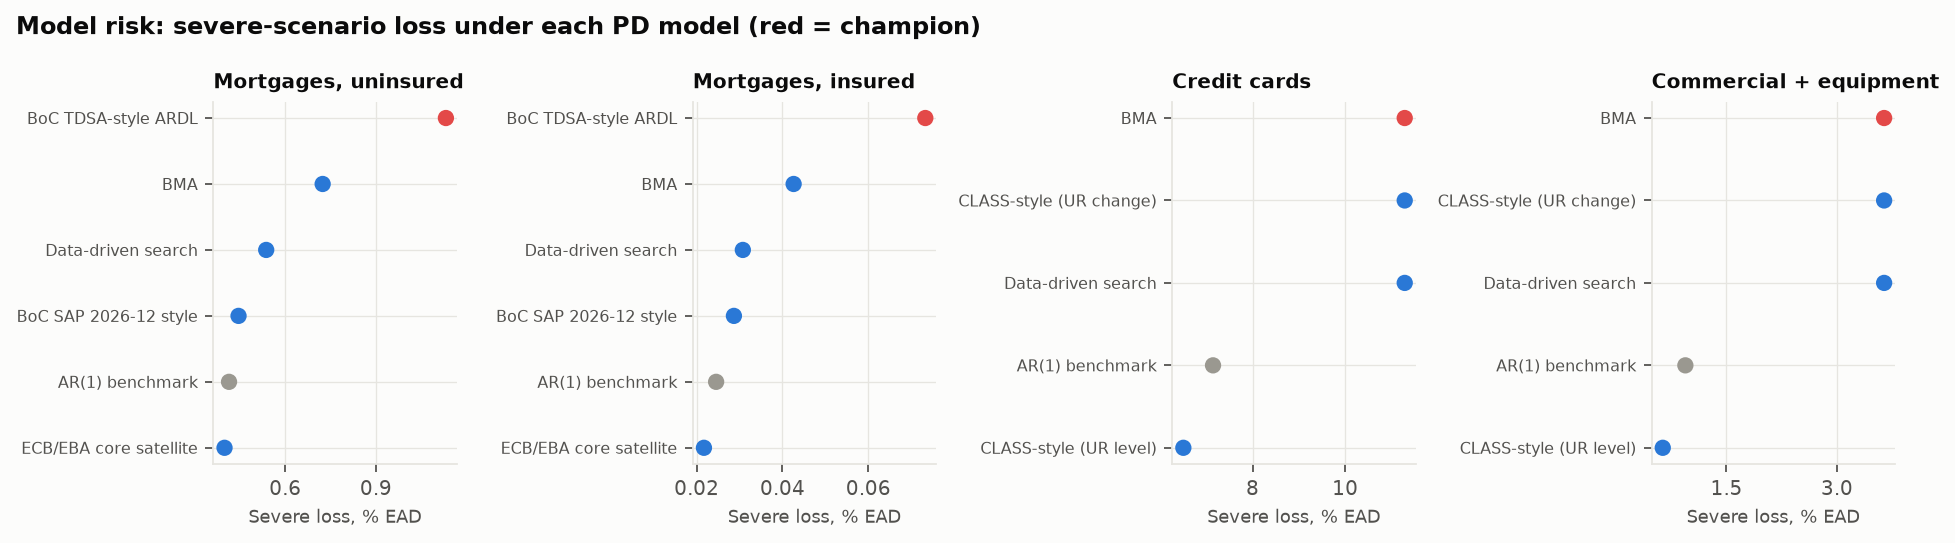 Model risk: severe-scenario loss under each PD model (red = champion)
Mortgages, uninsured
BoC TDSA-style ARDL
BMA
Data-driven search
BoC SAP 2026-12 style
AR(1) benchmark
ECB/EBA core satellite
0.6 0.9
Severe loss, % EAD
Mortgages, insured
BoC TDSA-style ARDL
BMA
Data-driven search
BoC SAP 2026-12 style
AR(1) benchmark
ECB/EBA core satellite
0.02 0.04 0.06
Severe loss, % EAD
Credit cards
BMA
CLASS-style (UR change)
Data-driven search
AR(1) benchmark
CLASS-style (UR level)
8 10
Severe loss, % EAD
Commercial + equipment
BMA
CLASS-style (UR change)
Data-driven search
AR(1) benchmark
CLASS-style (UR level)
1.5 3.0
Severe loss, % EAD